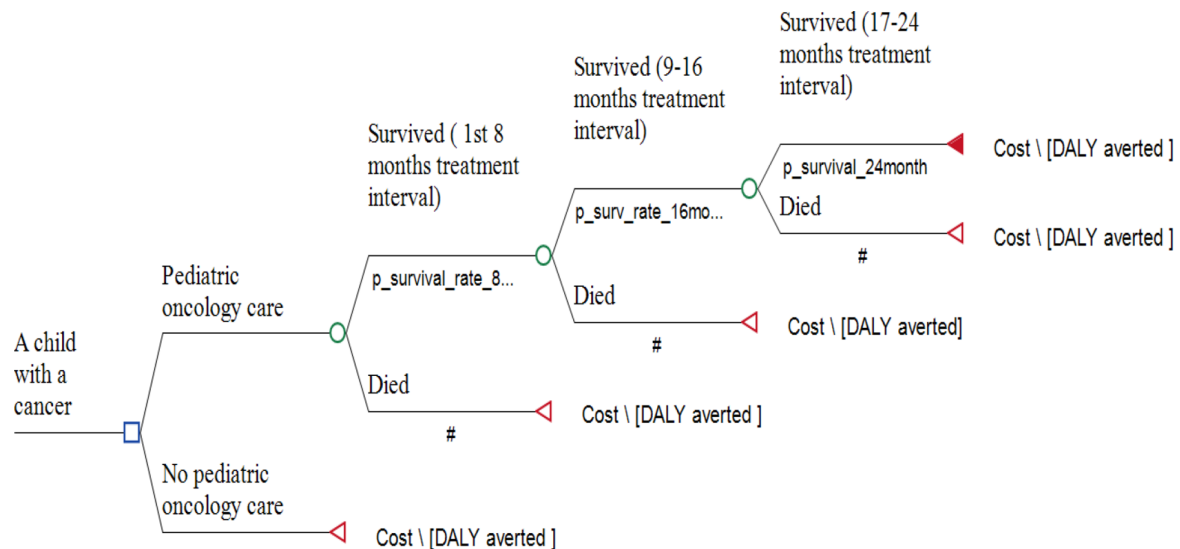 Survived (17-24
months treatment
interval)
Survived (9-16
months treatment
interval)
Survived ( 1st 8
months treatment
interval)
Cost \ [DALY averted ]
p_survival_24month
Died
p_surv_rate_16mo...
Cost \ [DALY averted ]
#
Pediatric
oncology care
p_survival_rate_8...
Died
Cost \ [DALY averted]
#
A child
with a
cancer
Died
Cost \ [DALY averted ]
#
No pediatric
oncology care
Cost \ [DALY averted ]